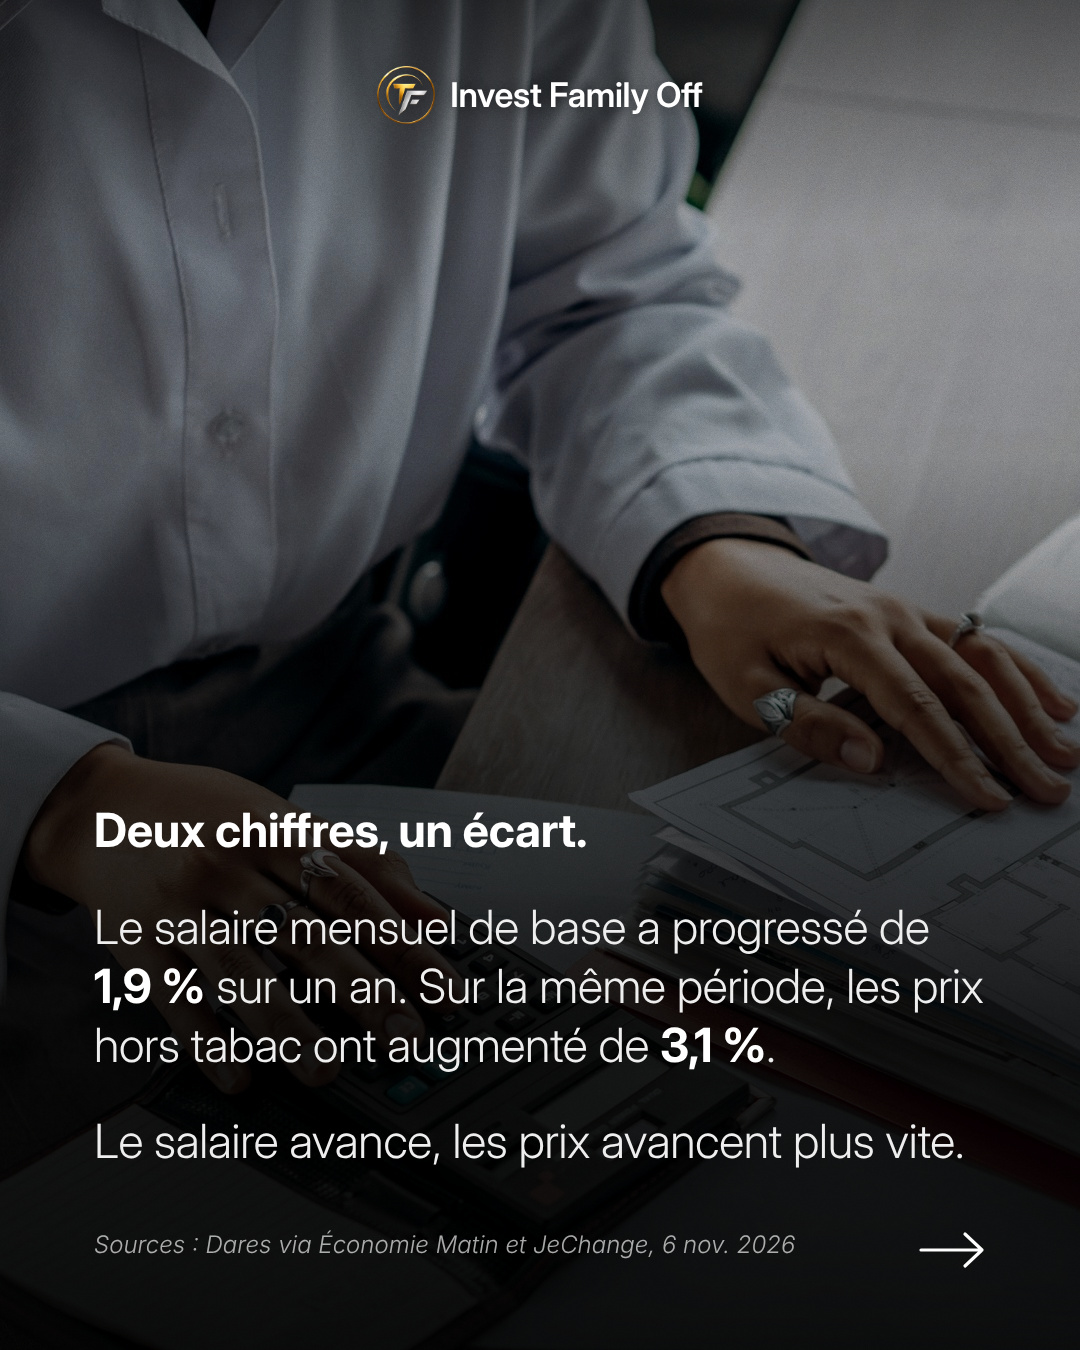 TF
Invest Family Off
Deux chiffres, un écart.
Le salaire mensuel de base a progressé de
1,9 % sur un an. Sur la même période, les prix
hors tabac ont augmenté de 3,1 %.
Le salaire avance, les prix avancent plus vite.
Sources : Dares via Économie Matin et JeChange, 6 nov. 2026